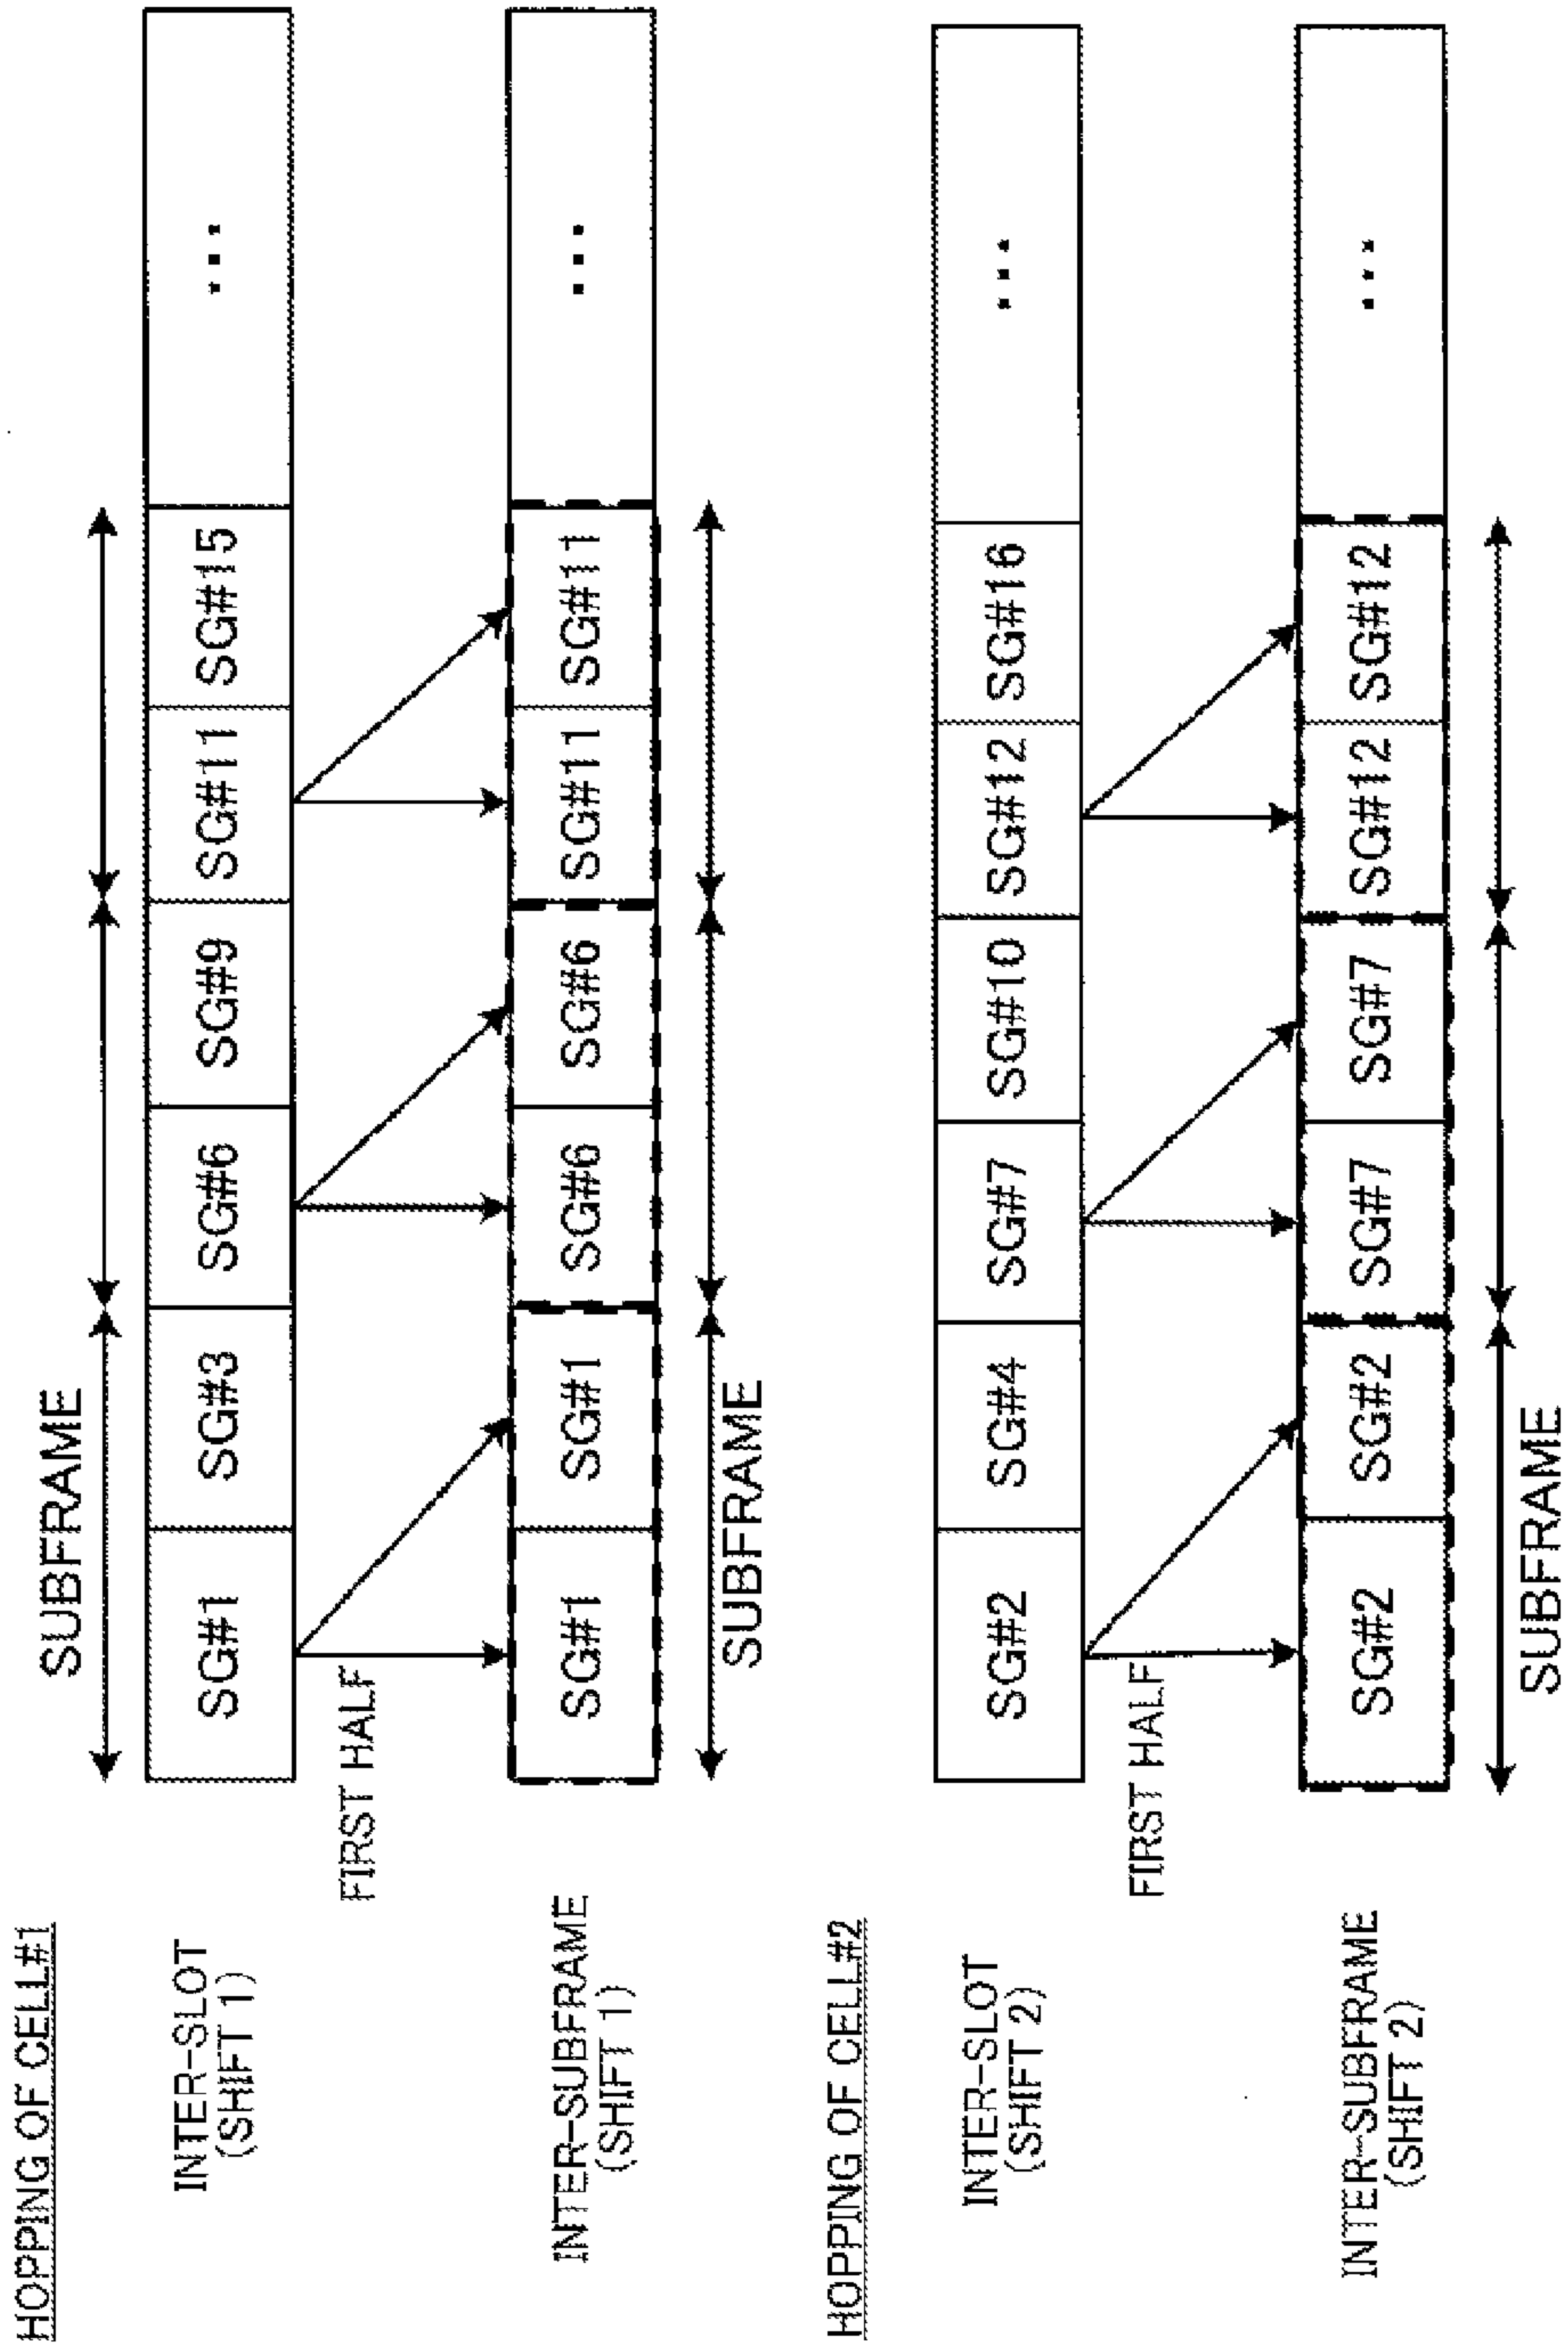 HOPPING OF CELL#1
SUBFRAME
INTER-SLOT
(SHIFT 1)
SG#1 SG#3 SG#6 SG#9 SG#11 SG#15 ...
FIRST HALF
INTER-SUBFRAME
(SHIFT 1)
SG#1 SG#1 SG#6 SG#6 SG#11 SG#11 ...
SUBFRAME
HOPPING OF CELL#2
INTER-SLOT
(SHIFT 2)
SG#2 SG#4 SG#7 SG#10 SG#12 SG#16 ...
FIRST HALF
INTER-SUBFRAME
(SHIFT 2)
SG#2 SG#2 SG#7 SG#7 SG#12 SG#12 ...
SUBFRAME